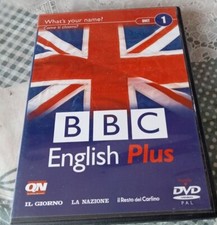 What's your name?
1
BBC
English Plus
QN
IL GIORNO LA NAZIONE il Resto del Carlino
DVD
PAL